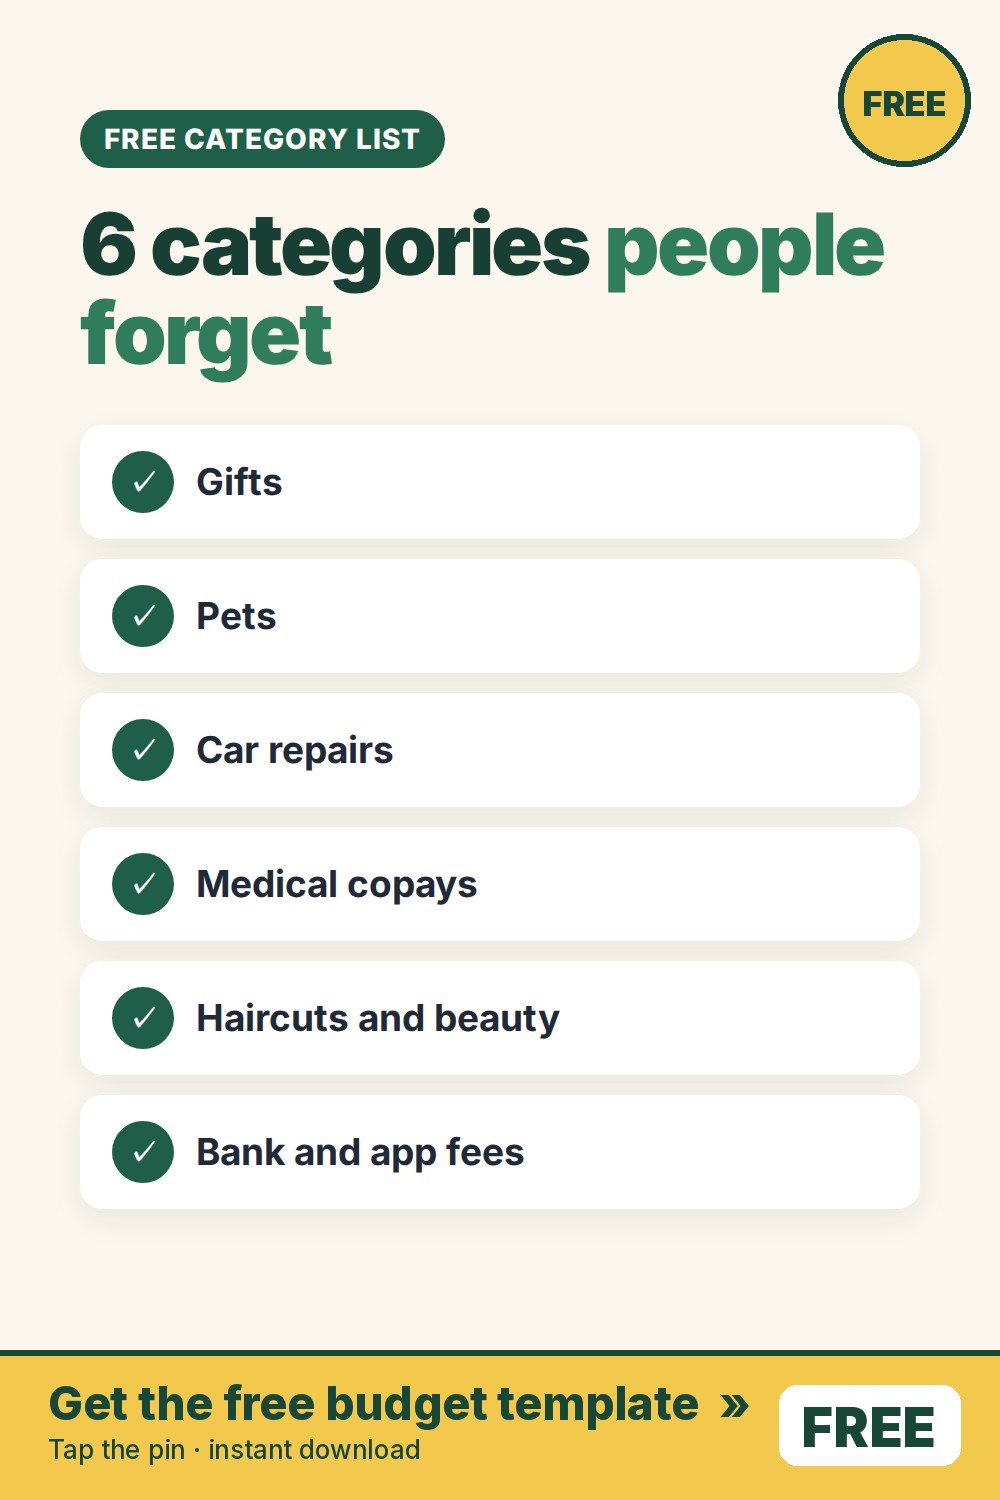 FREE
FREE CATEGORY LIST
6 categories people
forget
✓ Gifts
✓ Pets
✓ Car repairs
✓ Medical copays
✓ Haircuts and beauty
✓ Bank and app fees
Get the free budget template »
Tap the pin · instant download
FREE